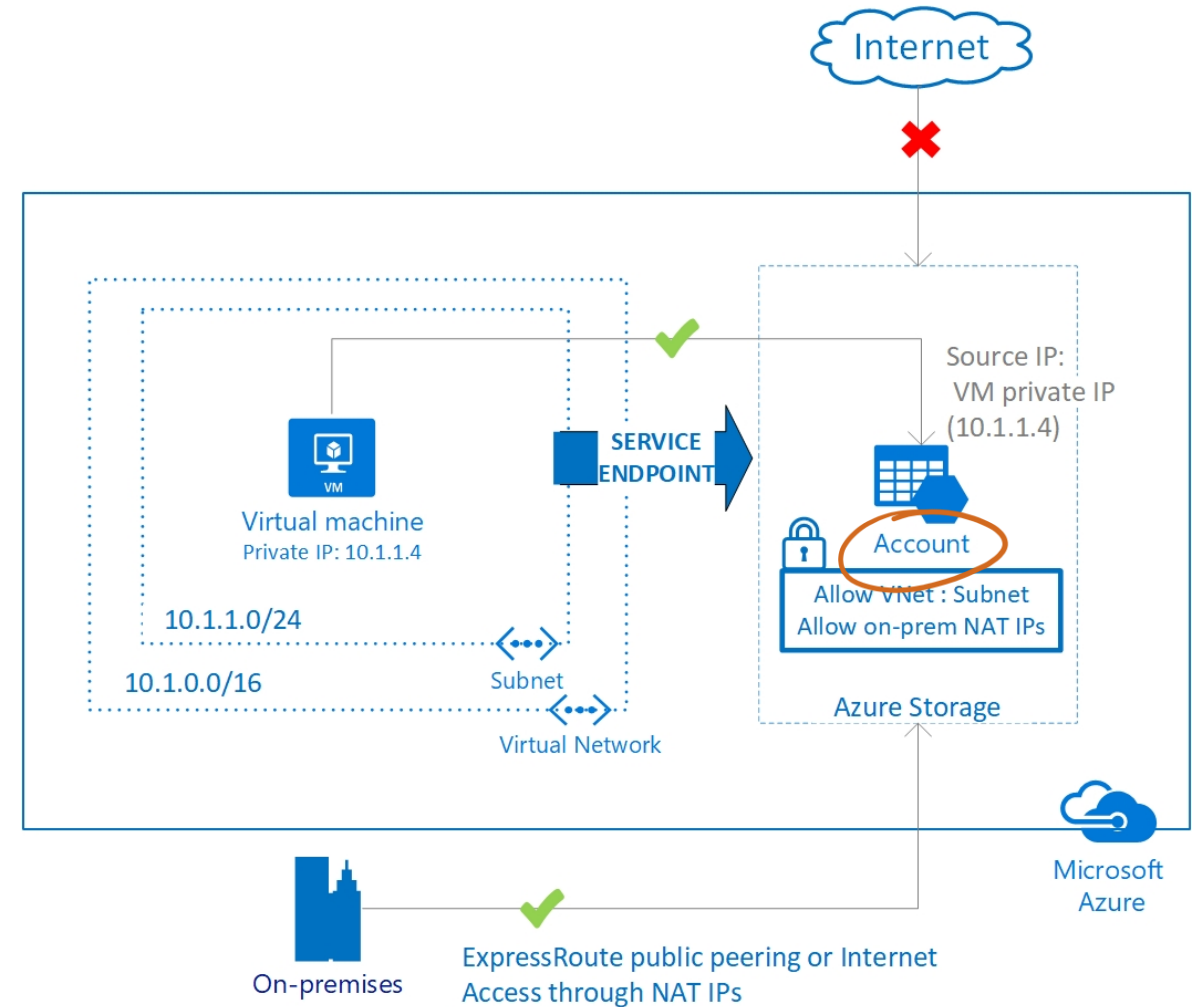 Internet
Source IP:
VM private IP
(10.1.1.4)
SERVICE
ENDPOINT
VM
Virtual machine
Private IP: 10.1.1.4
Account
Allow VNet : Subnet
Allow on-prem NAT IPs
10.1.1.0/24
Subnet
10.1.0.0/16
Azure Storage
Virtual Network
Microsoft
Azure
On-premises
ExpressRoute public peering or Internet
Access through NAT IPs